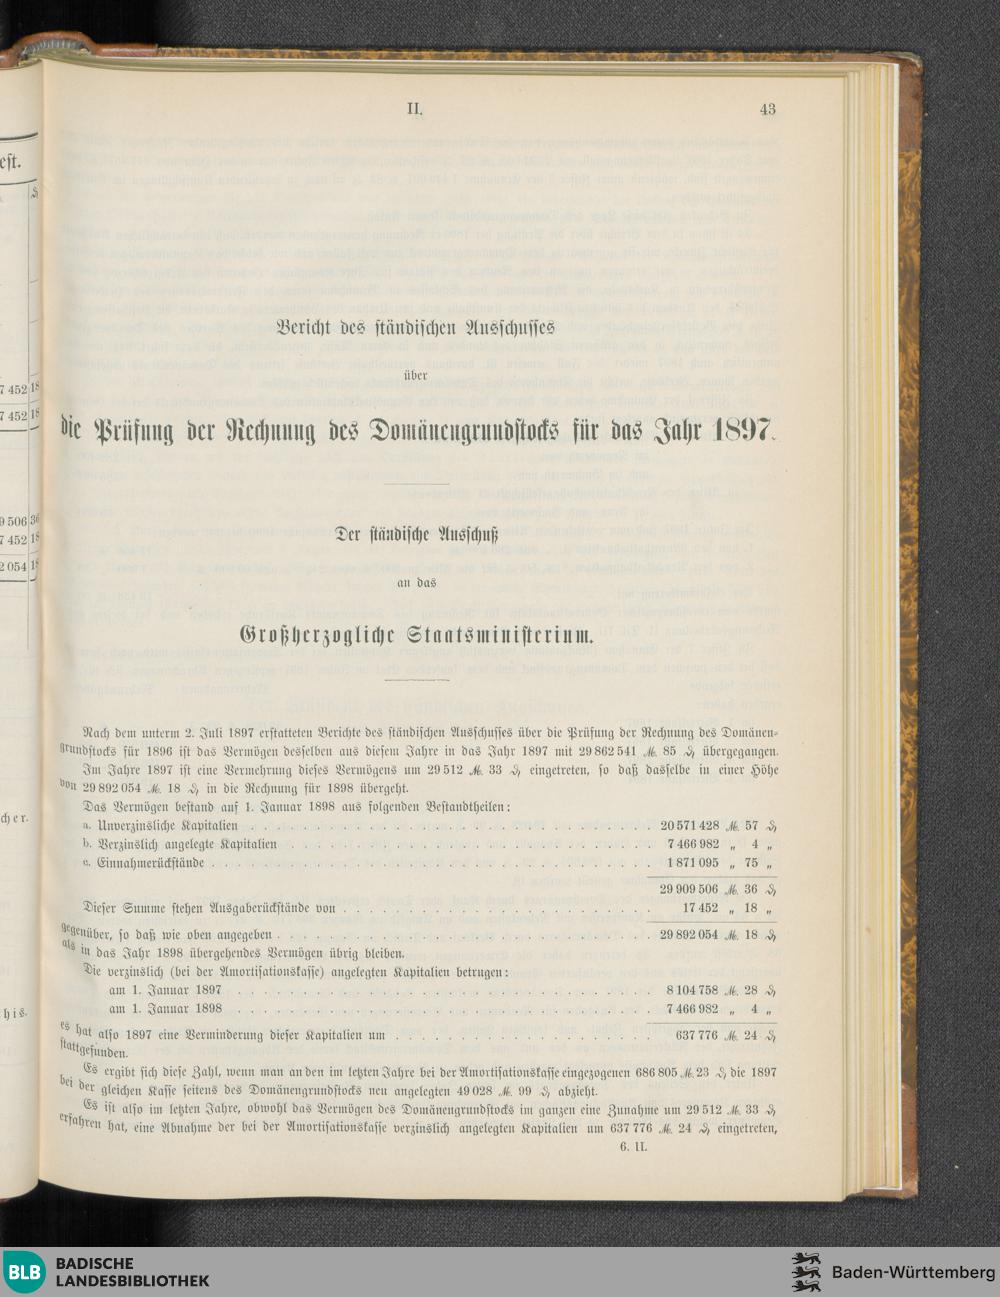 II.
43
Bericht des ständischen Ausschusses
über
die Prüfung der Rechnung des Domänengrundstocks für das Jahr 1897.
Der ständische Ausschuß
an das
Großherzogliche Staatsministerium.
Nach dem unterm 2. Juli 1897 erstatteten Berichte des ständischen Ausschusses über die Prüfung der Rechnung des Domänen-
grundstocks für 1896 ist das Vermögen desselben aus diesem Jahre in das Jahr 1897 mit 29 862 541 ℳ. 85 ₰ übergegangen.
Im Jahre 1897 ist eine Vermehrung dieses Vermögens um 29 512 ℳ. 33 ₰ eingetreten, so daß dasselbe in einer Höhe
von 29 892 054 ℳ. 18 ₰ in die Rechnung für 1898 übergeht.
Das Vermögen bestand auf 1. Januar 1898 aus folgenden Bestandtheilen:
a. Unverzinsliche Kapitalien . . . 20 571 428 ℳ. 57 ₰
b. Verzinslich angelegte Kapitalien . . . 7 466 982 „ 4 „
c. Einnahmerückstände . . . 1 871 095 „ 75 „
29 909 506 ℳ. 36 ₰
Dieser Summe stehen Ausgaberückstände von . . . 17 452 „ 18 „
gegenüber, so daß wie oben angegeben . . . 29 892 054 ℳ. 18 ₰
als in das Jahr 1898 übergehendes Vermögen übrig bleiben.
Die verzinslich (bei der Amortisationskasse) angelegten Kapitalien betrugen:
am 1. Januar 1897 . . . 8 104 758 ℳ. 28 ₰
am 1. Januar 1898 . . . 7 466 982 „ 4 „
es hat also 1897 eine Verminderung dieser Kapitalien um . . . 637 776 ℳ. 24 ₰
stattgefunden.
Es ergibt sich diese Zahl, wenn man an den im letzten Jahre bei der Amortisationskasse eingezogenen 686 805 ℳ. 23 ₰ die 1897
bei der gleichen Kasse seitens des Domänengrundstocks neu angelegten 49 028 ℳ. 99 ₰ abzieht.
Es ist also im letzten Jahre, obwohl das Vermögen des Domänengrundstocks im ganzen eine Zunahme um 29 512 ℳ. 33 ₰
erfahren hat, eine Abnahme der bei der Amortisationskasse verzinslich angelegten Kapitalien um 637 776 ℳ. 24 ₰ eingetreten,
6. II.
BLB
BADISCHE
LANDESBIBLIOTHEK
Baden-Württemberg